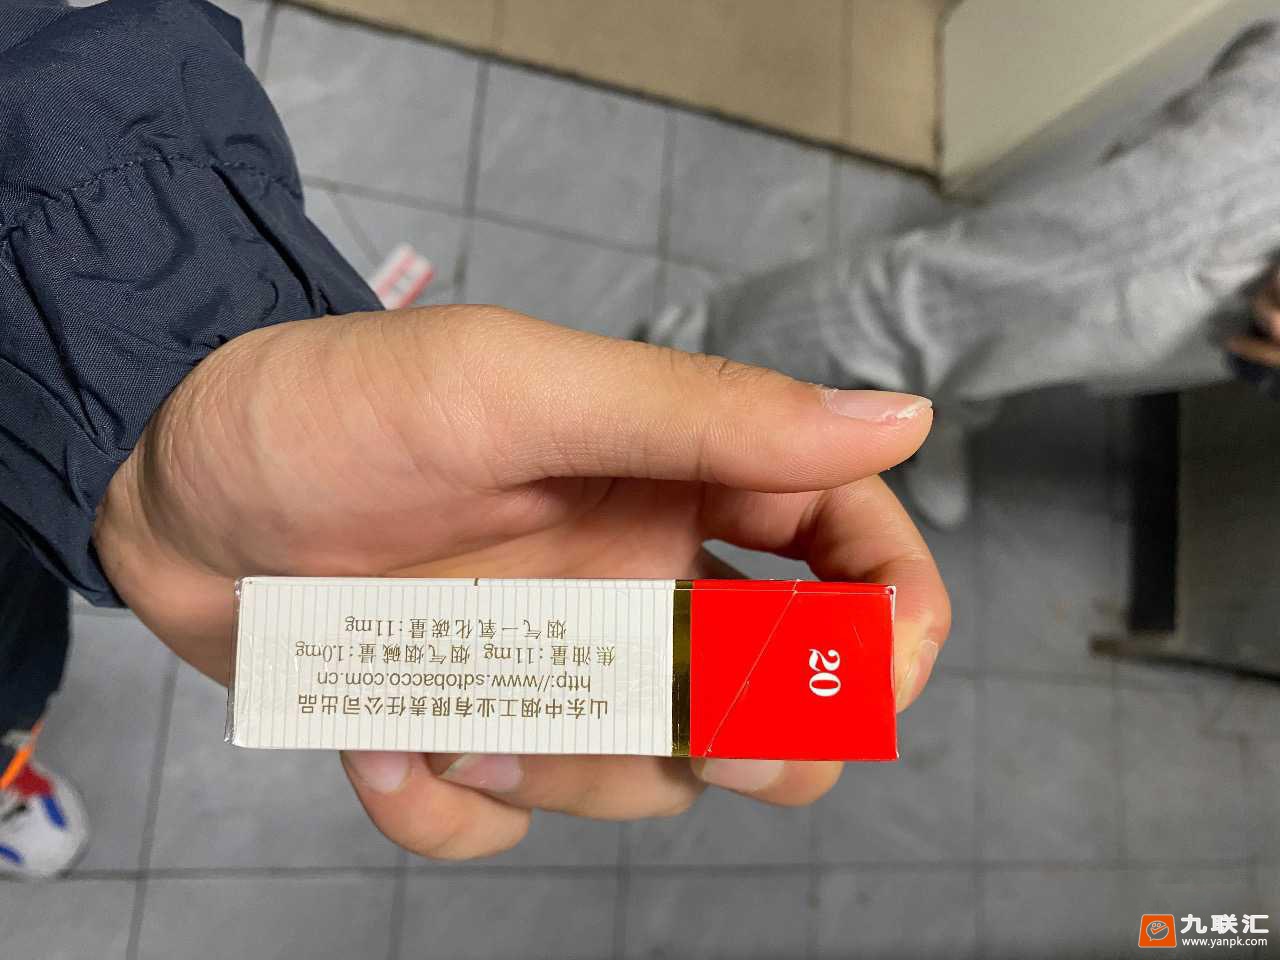 山东中烟工业有限责任公司出品
http://www.sdtobacco.com.cn
焦油量:11mg 烟气烟碱量:1.0mg
烟气一氧化碳量:11mg
20
九联汇
www.yanpk.com